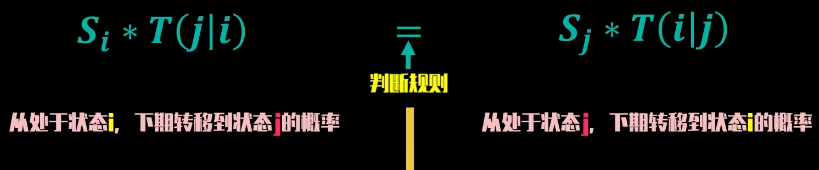 S_i * T(j|i) = S_j * T(i|j)
判断规则
从处于状态i，下期转移到状态j的概率
从处于状态j，下期转移到状态i的概率